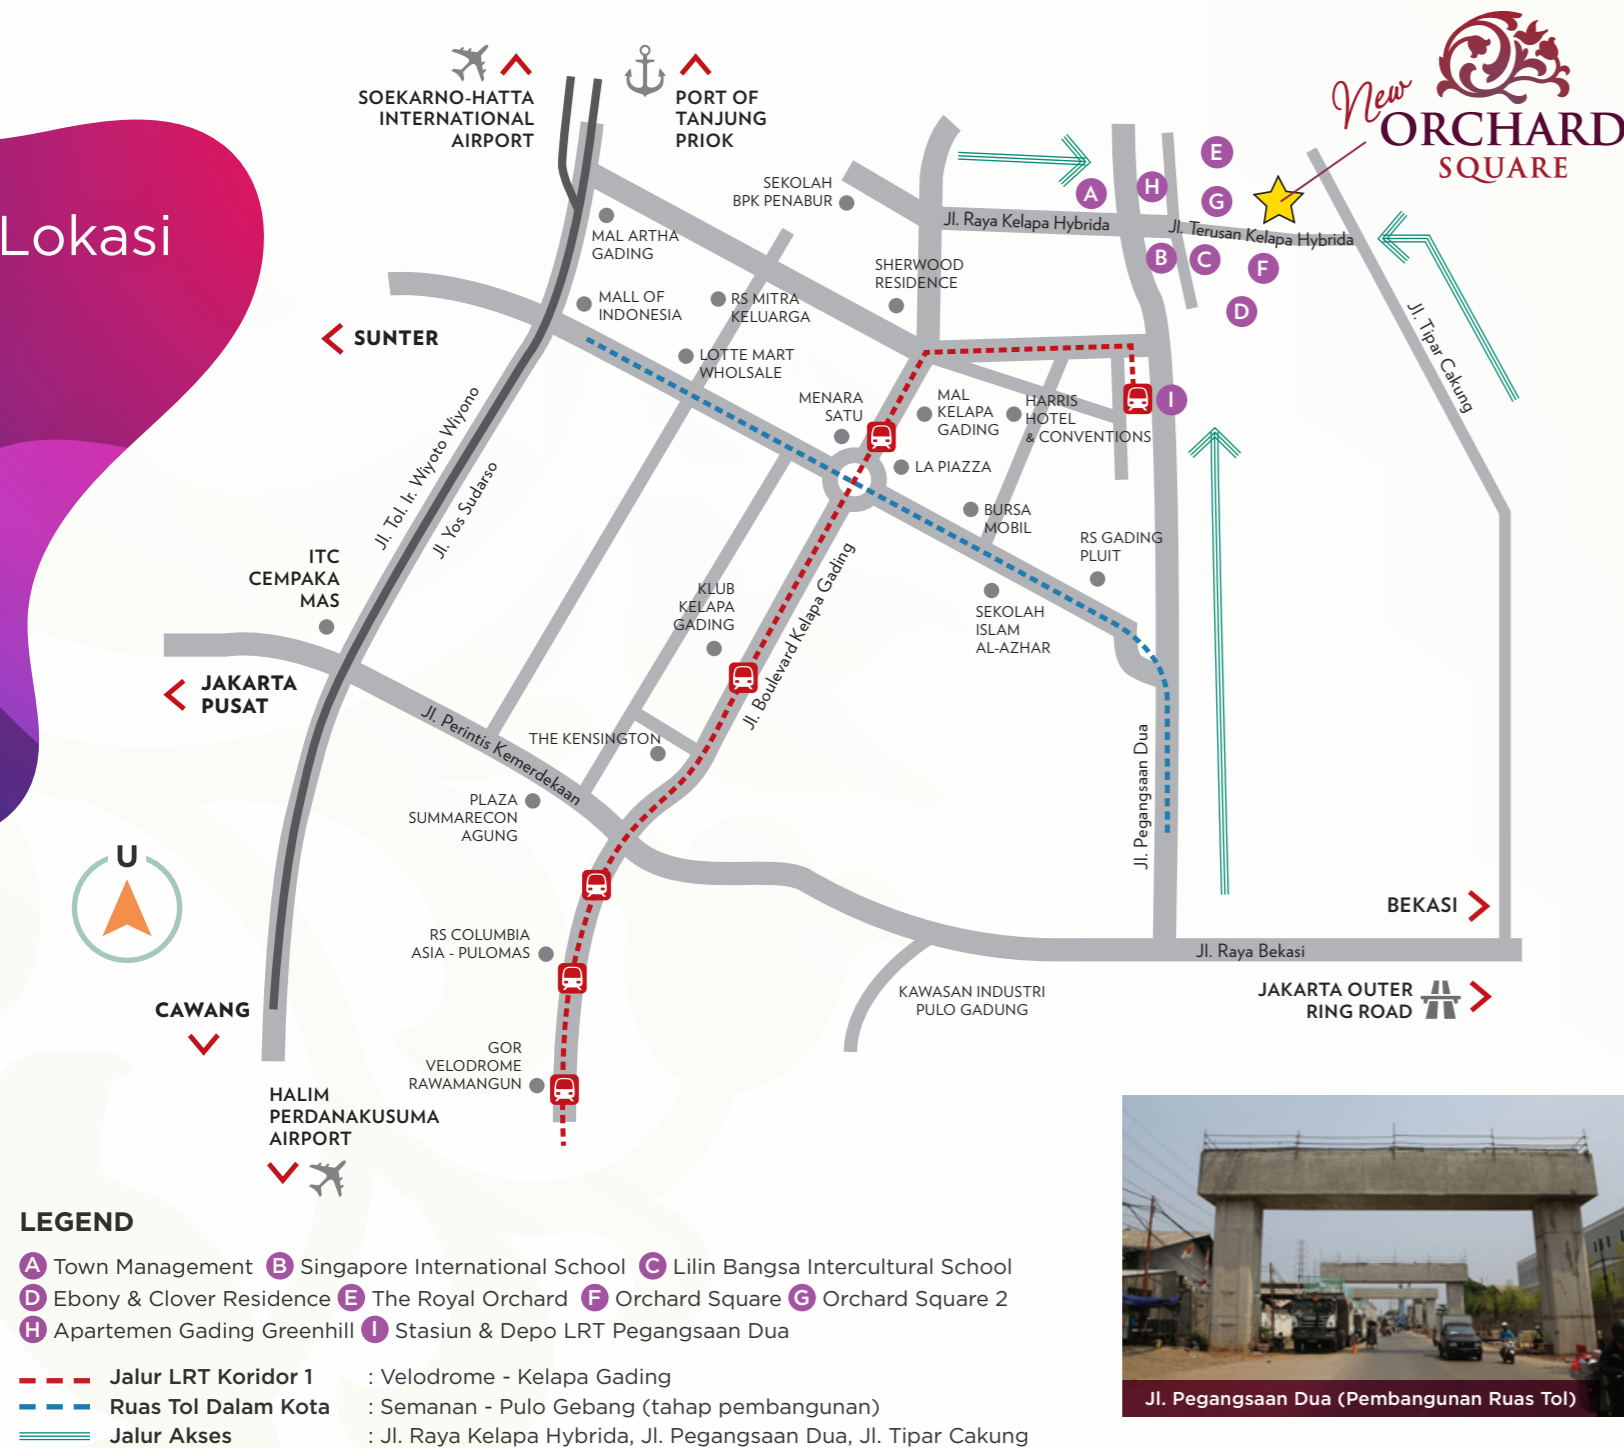 Lokasi
SOEKARNO-HATTA
INTERNATIONAL
AIRPORT
PORT OF
TANJUNG
PRIOK
New
ORCHARD
SQUARE
SEKOLAH
BPK PENABUR
A
H
E
G
Jl. Raya Kelapa Hybrida
Jl. Terusan Kelapa Hybrida
B
C
F
D
MAL ARTHA
GADING
MALL OF
INDONESIA
RS MITRA
KELUARGA
SHERWOOD
RESIDENCE
SUNTER
LOTTE MART
WHOLSALE
Jl. Tipar Cakung
MENARA
SATU
MAL
KELAPA
GADING
HARRIS
HOTEL
& CONVENTIONS
I
LA PIAZZA
Jl. Tol. Ir. Wiyoto Wiyono
Jl. Yos Sudarso
BURSA
MOBIL
RS GADING
PLUIT
ITC
CEMPAKA
MAS
KLUB
KELAPA
GADING
Jl. Boulevard Kelapa Gading
SEKOLAH
ISLAM
AL-AZHAR
JAKARTA
PUSAT
Jl. Perintis Kemerdekaan
THE KENSINGTON
Jl. Pegangsaan Dua
PLAZA
SUMMARECON
AGUNG
U
BEKASI
RS COLUMBIA
ASIA - PULOMAS
Jl. Raya Bekasi
KAWASAN INDUSTRI
PULO GADUNG
JAKARTA OUTER
RING ROAD
CAWANG
GOR
VELODROME
RAWAMANGUN
HALIM
PERDANAKUSUMA
AIRPORT
LEGEND
A Town Management B Singapore International School C Lilin Bangsa Intercultural School
D Ebony & Clover Residence E The Royal Orchard F Orchard Square G Orchard Square 2
H Apartemen Gading Greenhill I Stasiun & Depo LRT Pegangsaan Dua
Jalur LRT Koridor 1 : Velodrome - Kelapa Gading
Ruas Tol Dalam Kota : Semanan - Pulo Gebang (tahap pembangunan)
Jalur Akses : Jl. Raya Kelapa Hybrida, Jl. Pegangsaan Dua, Jl. Tipar Cakung
Jl. Pegangsaan Dua (Pembangunan Ruas Tol)